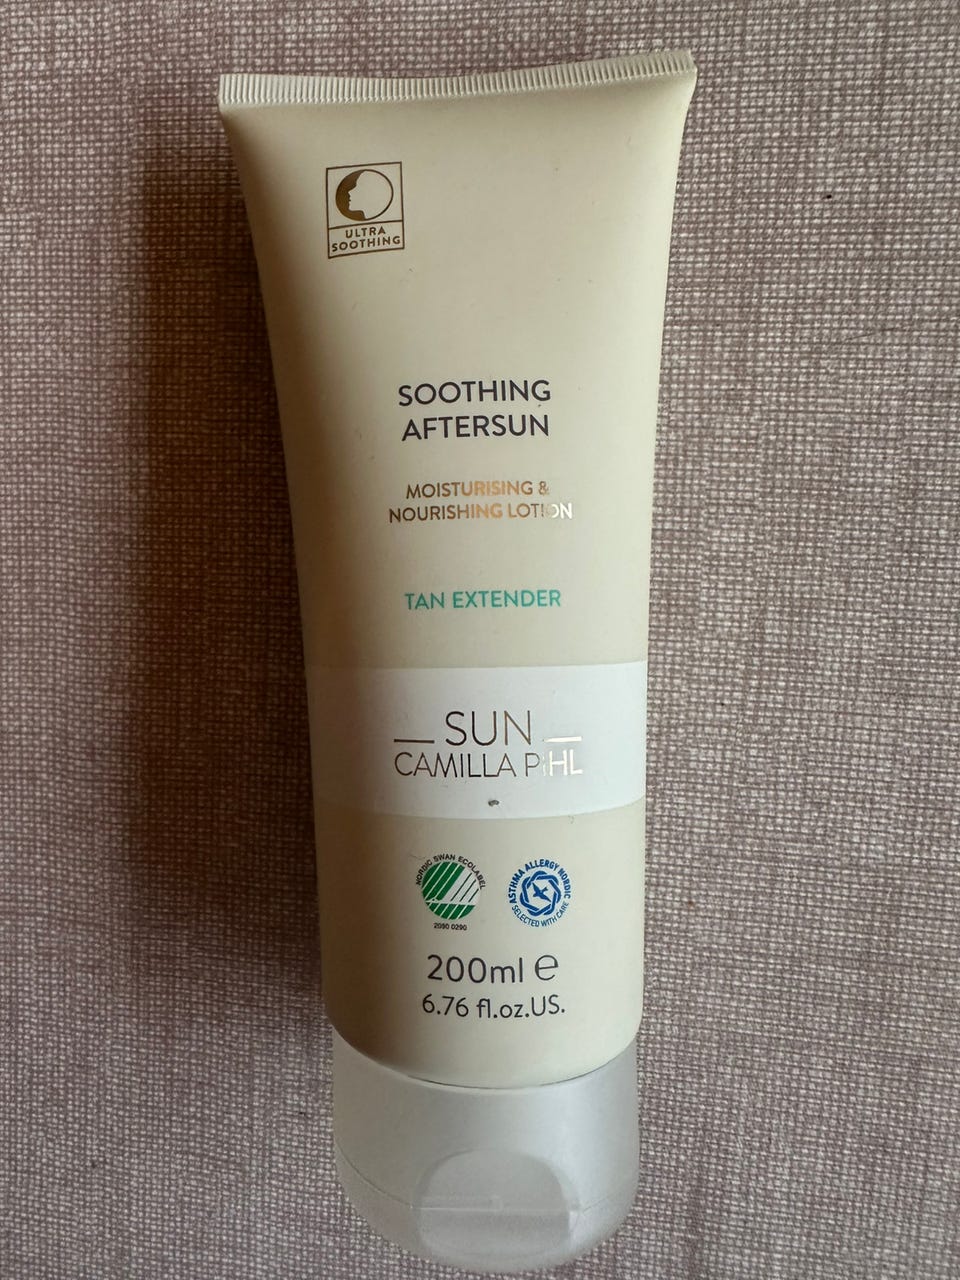 ULTRA
SOOTHING
SOOTHING
AFTERSUN
MOISTURISING &
NOURISHING LOTION
TAN EXTENDER
SUN
CAMILLA PIHL
NORDIC SWAN ECOLABEL
2090 0290
ASTHMA ALLERGY NORDIC
SELECTED WITH CARE
200ml e
6.76 fl.oz.US.